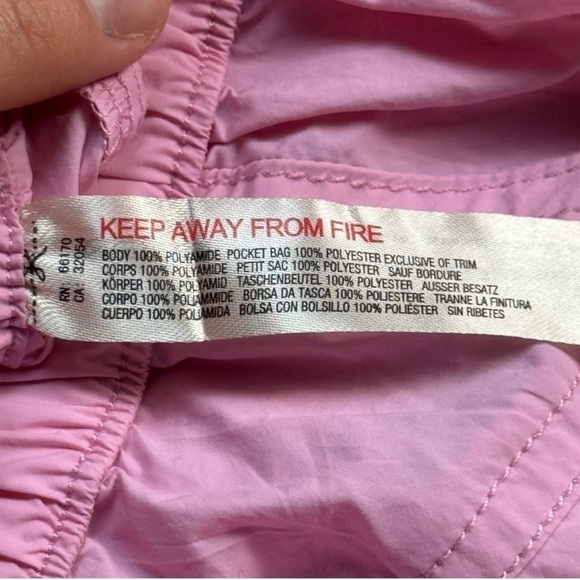 KEEP AWAY FROM FIRE
BODY 100% POLYAMIDE POCKET BAG 100% POLYESTER EXCLUSIVE OF TRIM
CORPS 100% POLYAMIDE PETIT SAC 100% POLYESTER SAUF BORDURE
KÖRPER 100% POLYAMID TASCHENBEUTEL 100% POLYESTER AUSSER BESATZ
CORPO 100% POLIAMMIDE BORSA DA TASCA 100% POLIESTERE TRANNE LA FINITURA
CUERPO 100% POLIAMIDA BOLSA CON BOLSILLO 100% POLIÉSTER SIN RIBETES
RN 66170
CA 32054